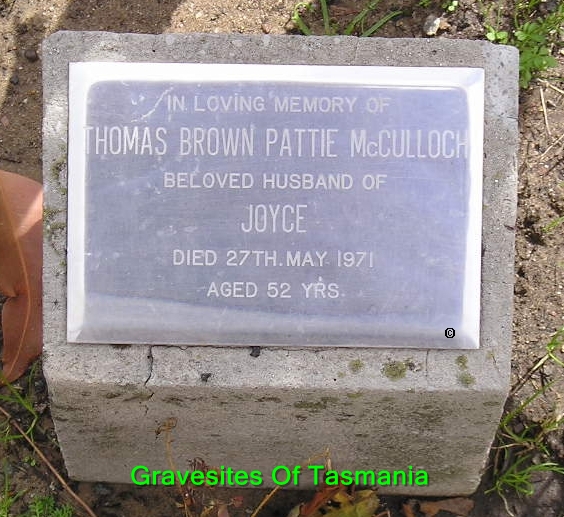 IN LOVING MEMORY OF
THOMAS BROWN PATTIE McCULLOCH
BELOVED HUSBAND OF
JOYCE
DIED 27TH. MAY 1971
AGED 52 YRS.
©
Gravesites Of Tasmania